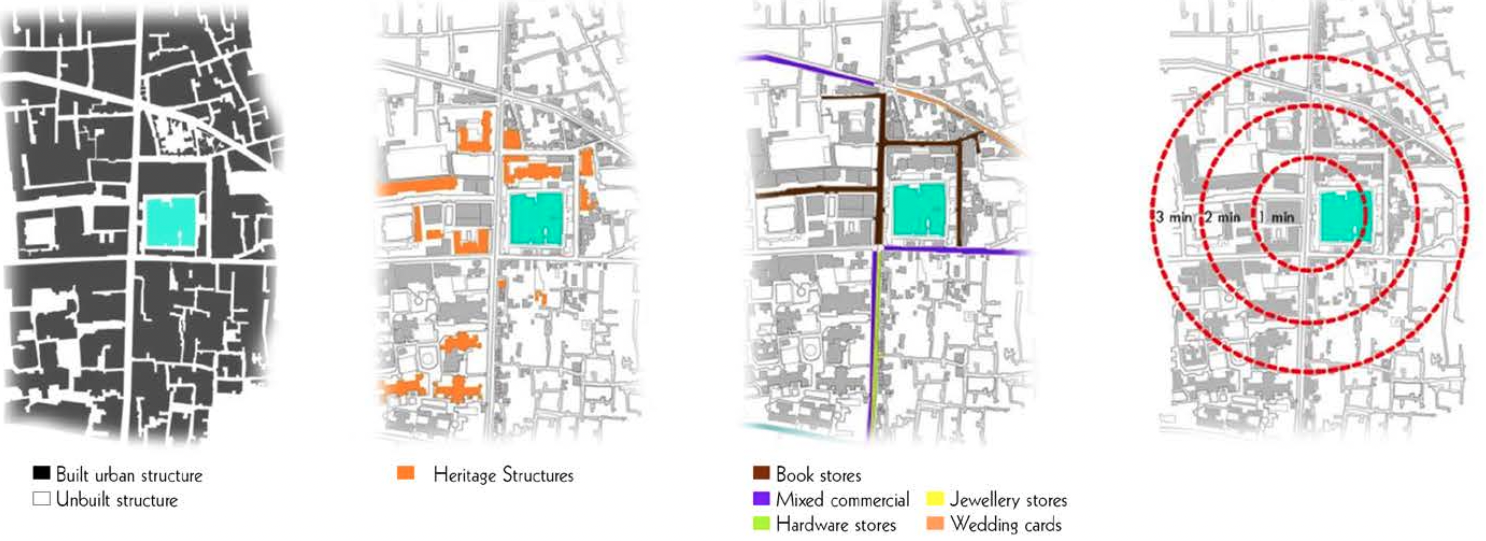 3 min 2 min 1 min
Built urban structure
Unbuilt structure
Heritage Structures
Book stores
Mixed commercial
Jewellery stores
Hardware stores
Wedding cards